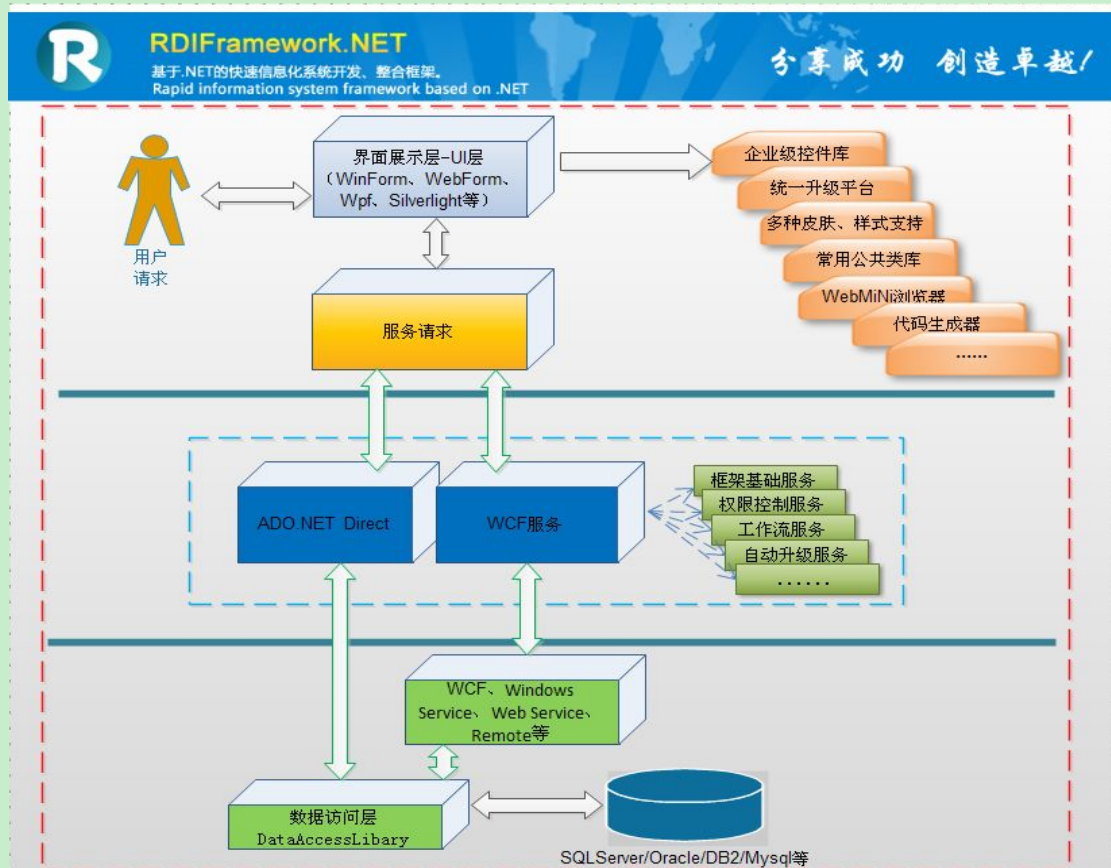 R
RDIFramework.NET
基于.NET的快速信息化系统开发、整合框架。
Rapid information system framework based on .NET
分享成功 创造卓越!
界面展示层-UI层
(WinForm、WebForm、
Wpf、Silverlight等)
用户
请求
企业级控件库
统一升级平台
多种皮肤、样式支持
常用公共类库
WebMiNi浏览器
代码生成器
......
服务请求
ADO.NET Direct
WCF服务
框架基础服务
权限控制服务
工作流服务
自动升级服务
......
WCF、Windows
Service、Web Service、
Remote等
数据访问层
DataAccessLibary
SQLServer/Oracle/DB2/Mysql等